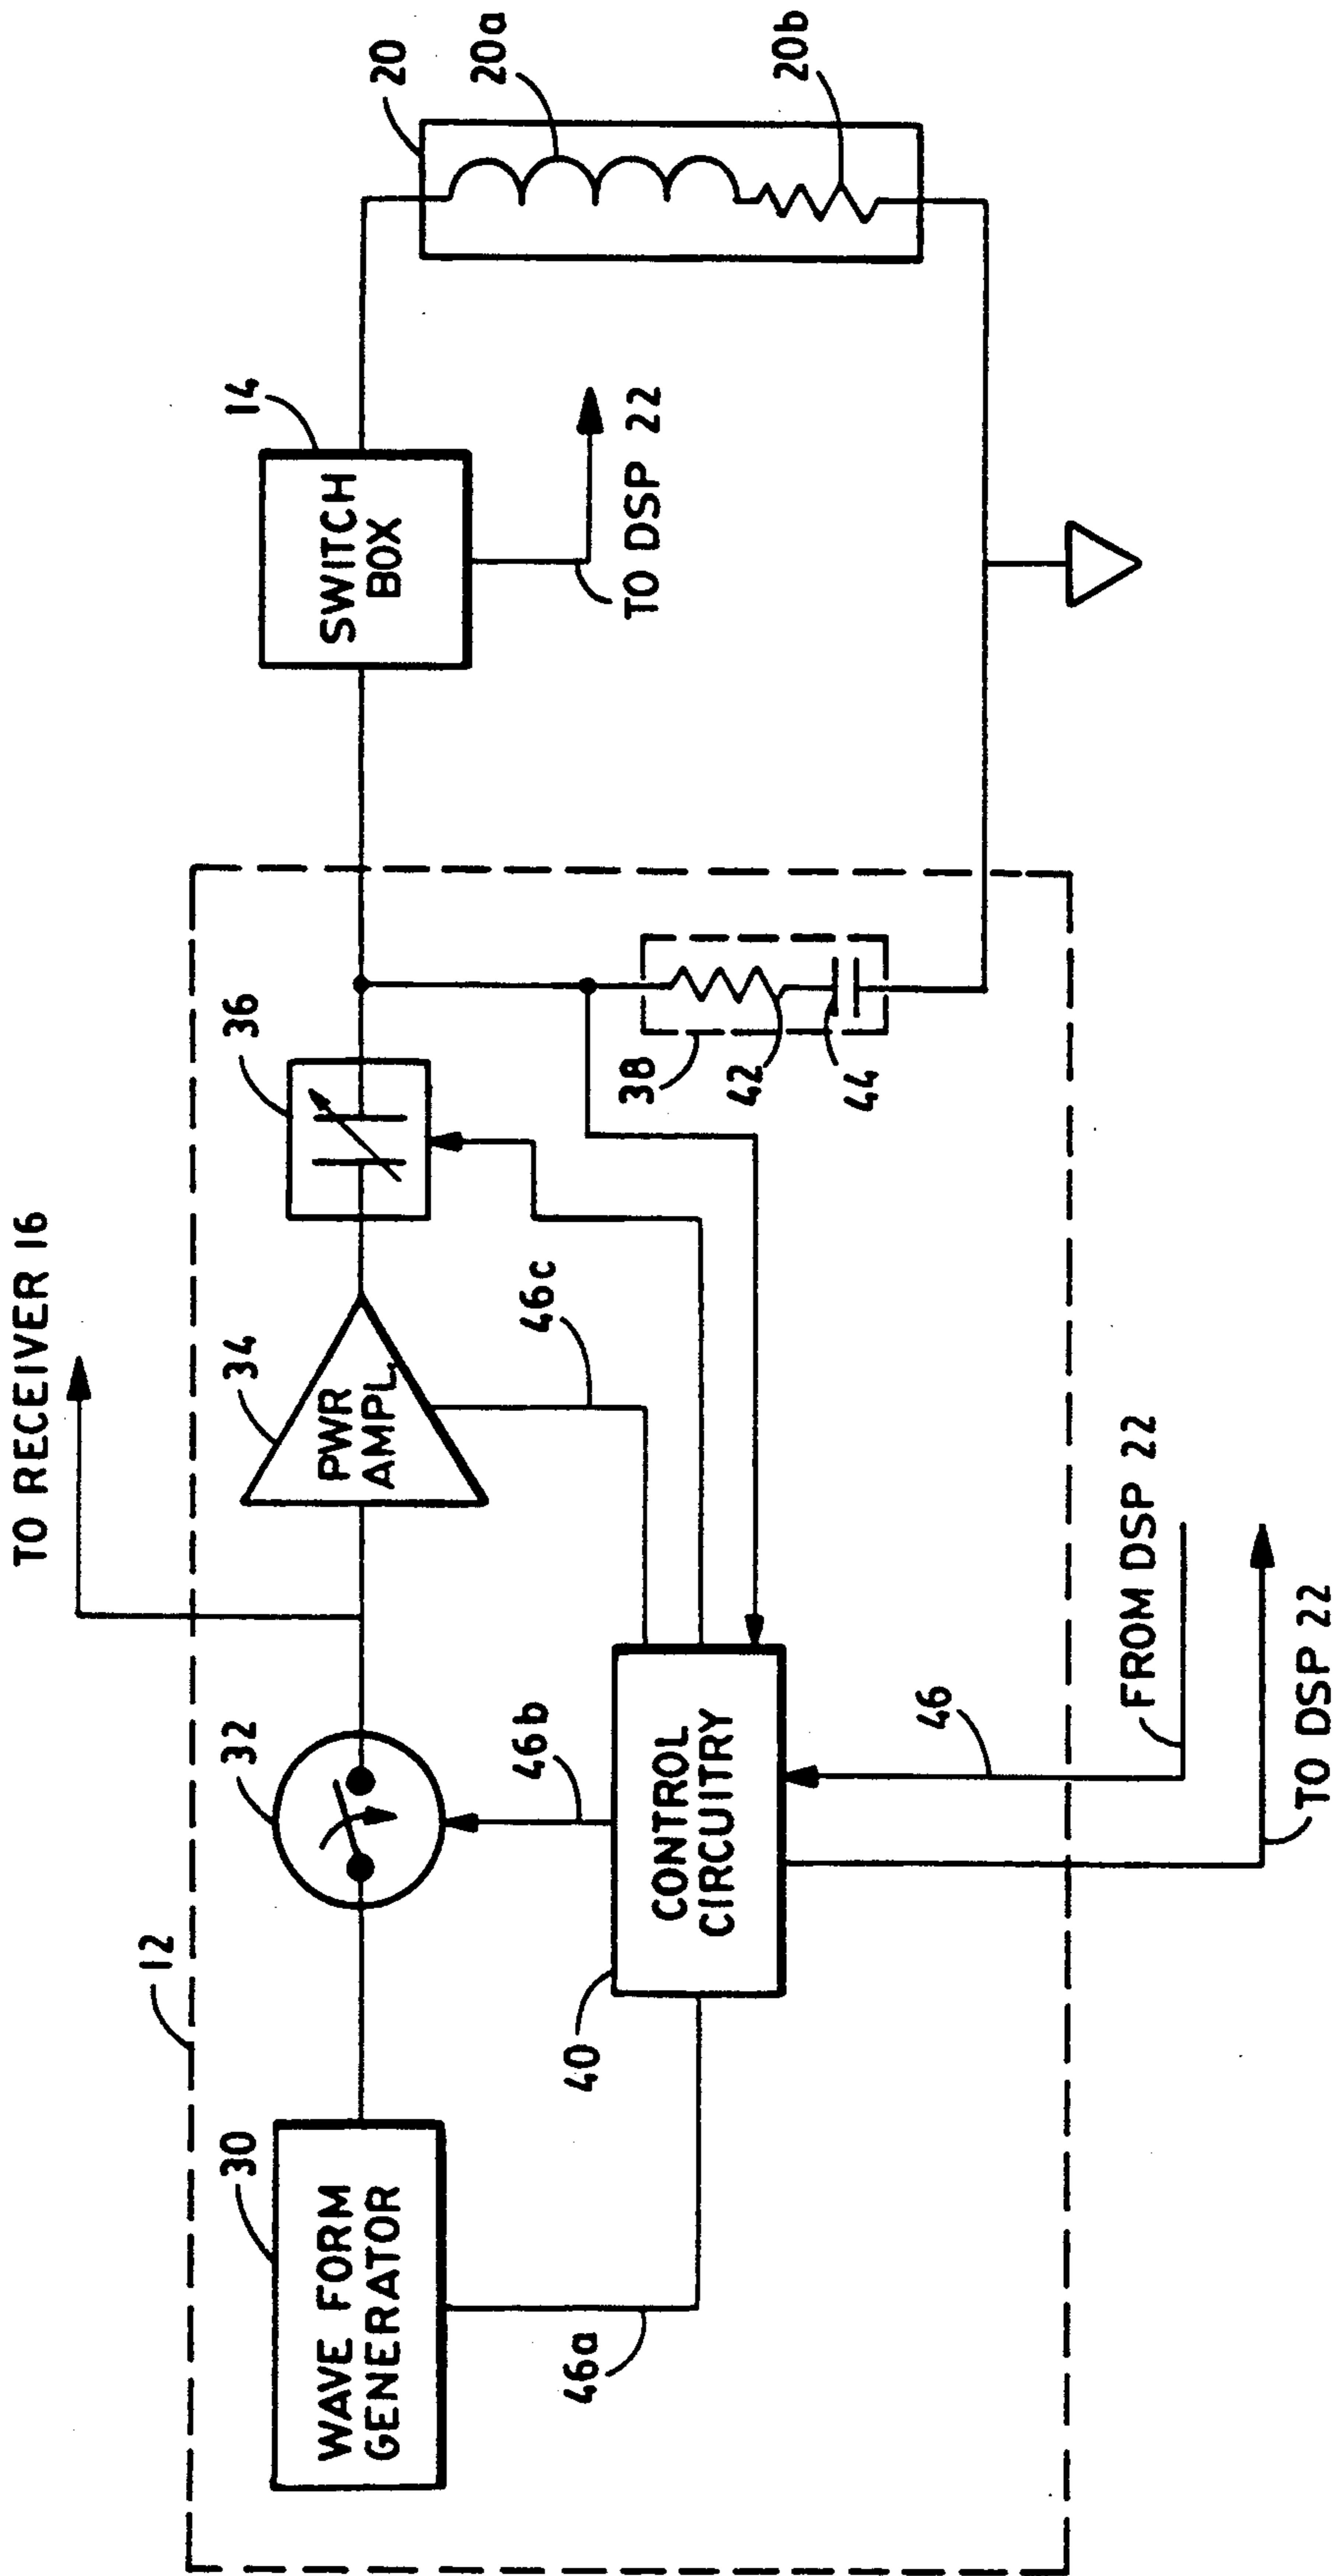 TO RECEIVER 16
12
30
WAVE FORM
GENERATOR
32
34
PWR
AMPL.
36
14
SWITCH
BOX
20
20a
20b
TO DSP 22
46a
46b
46c
40
CONTROL
CIRCUITRY
38
42
44
46
FROM DSP 22
TO DSP 22